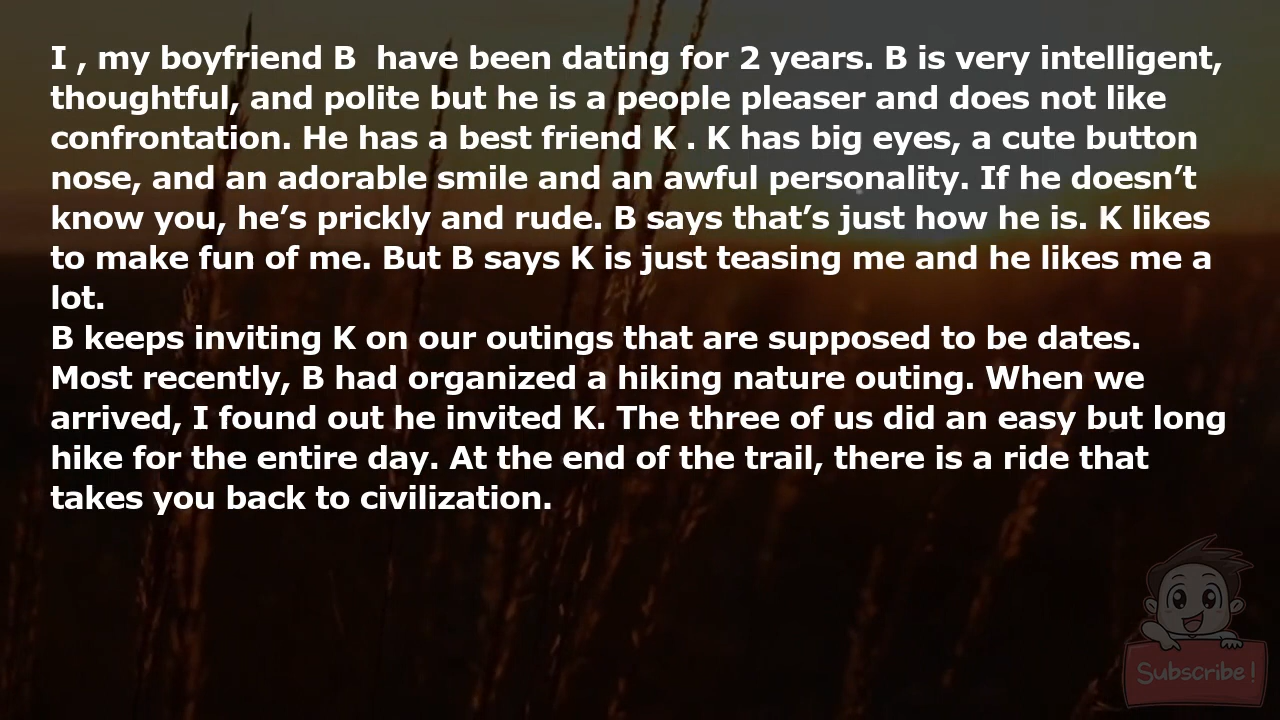 I , my boyfriend B  have been dating for 2 years. B is very intelligent,
thoughtful, and polite but he is a people pleaser and does not like
confrontation. He has a best friend K . K has big eyes, a cute button
nose, and an adorable smile and an awful personality. If he doesn’t
know you, he’s prickly and rude. B says that’s just how he is. K likes
to make fun of me. But B says K is just teasing me and he likes me a
lot.
B keeps inviting K on our outings that are supposed to be dates.
Most recently, B had organized a hiking nature outing. When we
arrived, I found out he invited K. The three of us did an easy but long
hike for the entire day. At the end of the trail, there is a ride that
takes you back to civilization.
Subscribe!